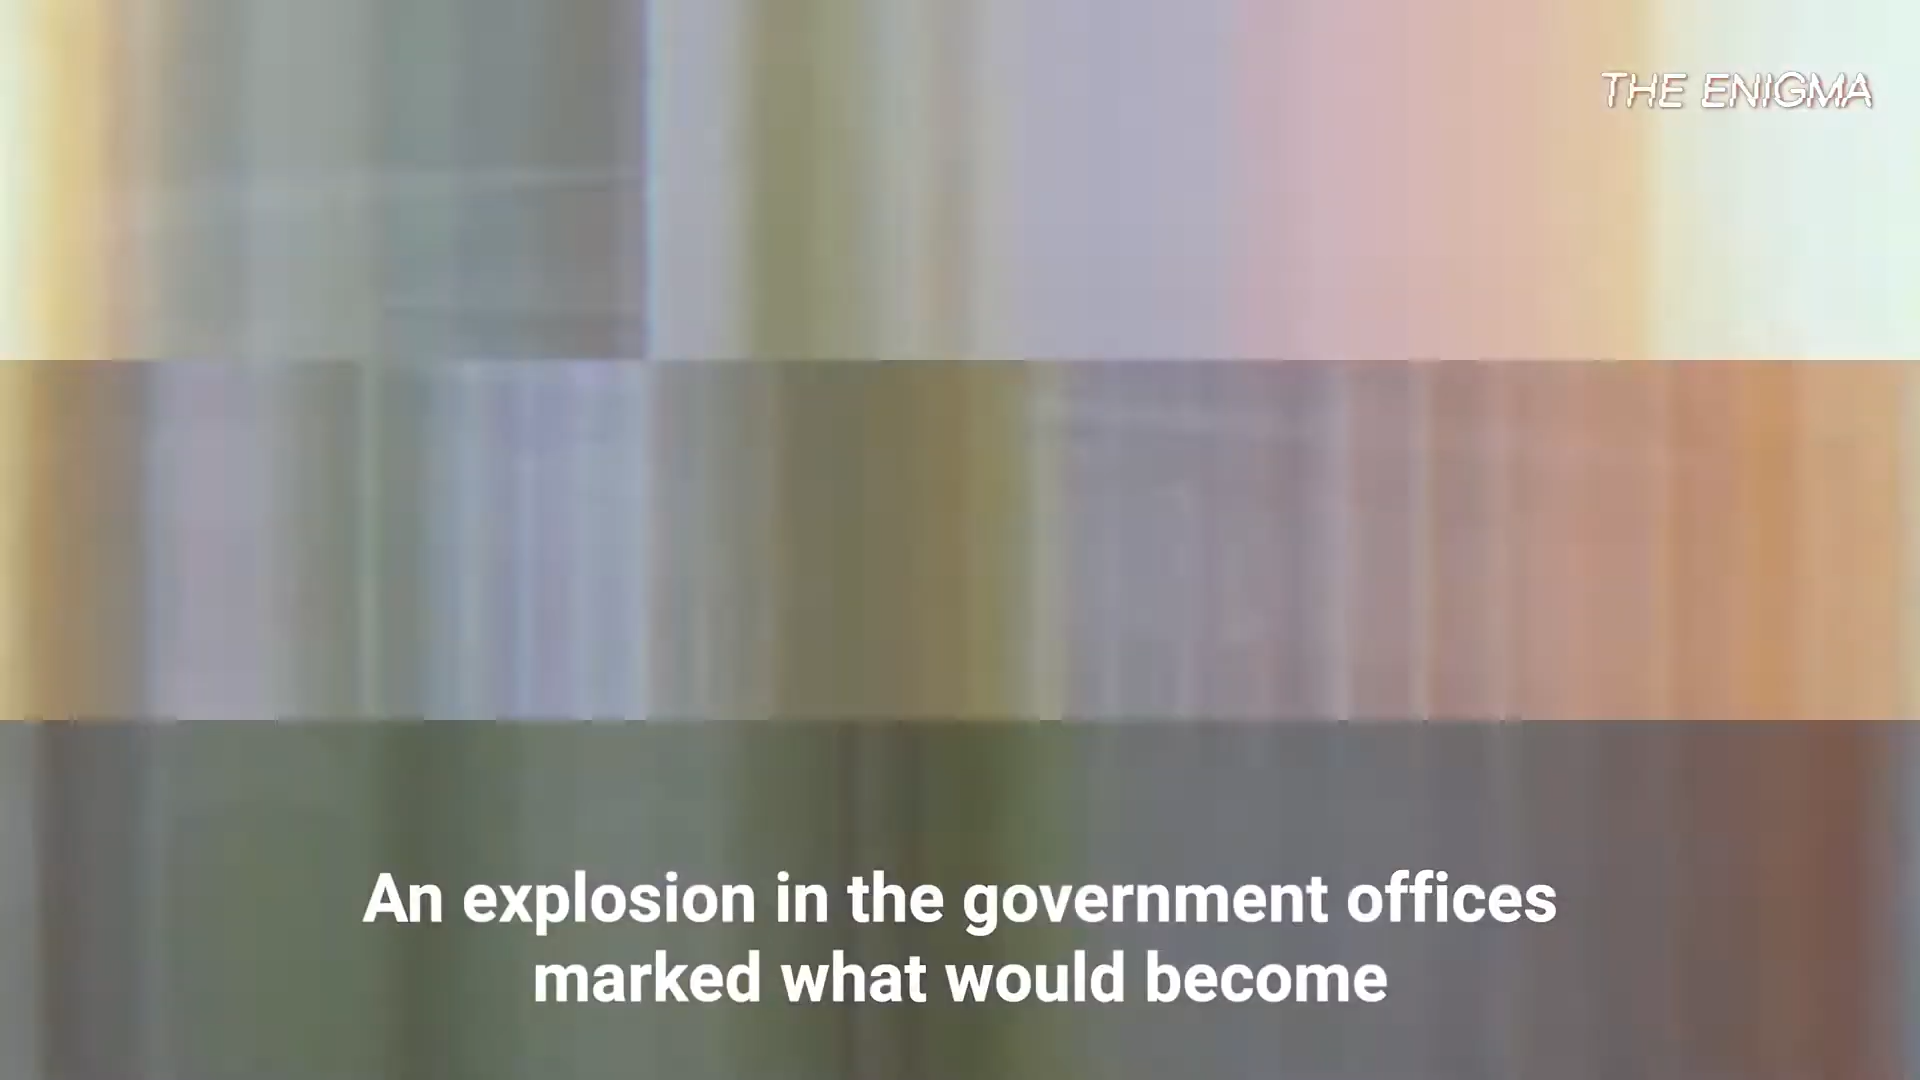 THE ENIGMA
An explosion in the government offices
marked what would become